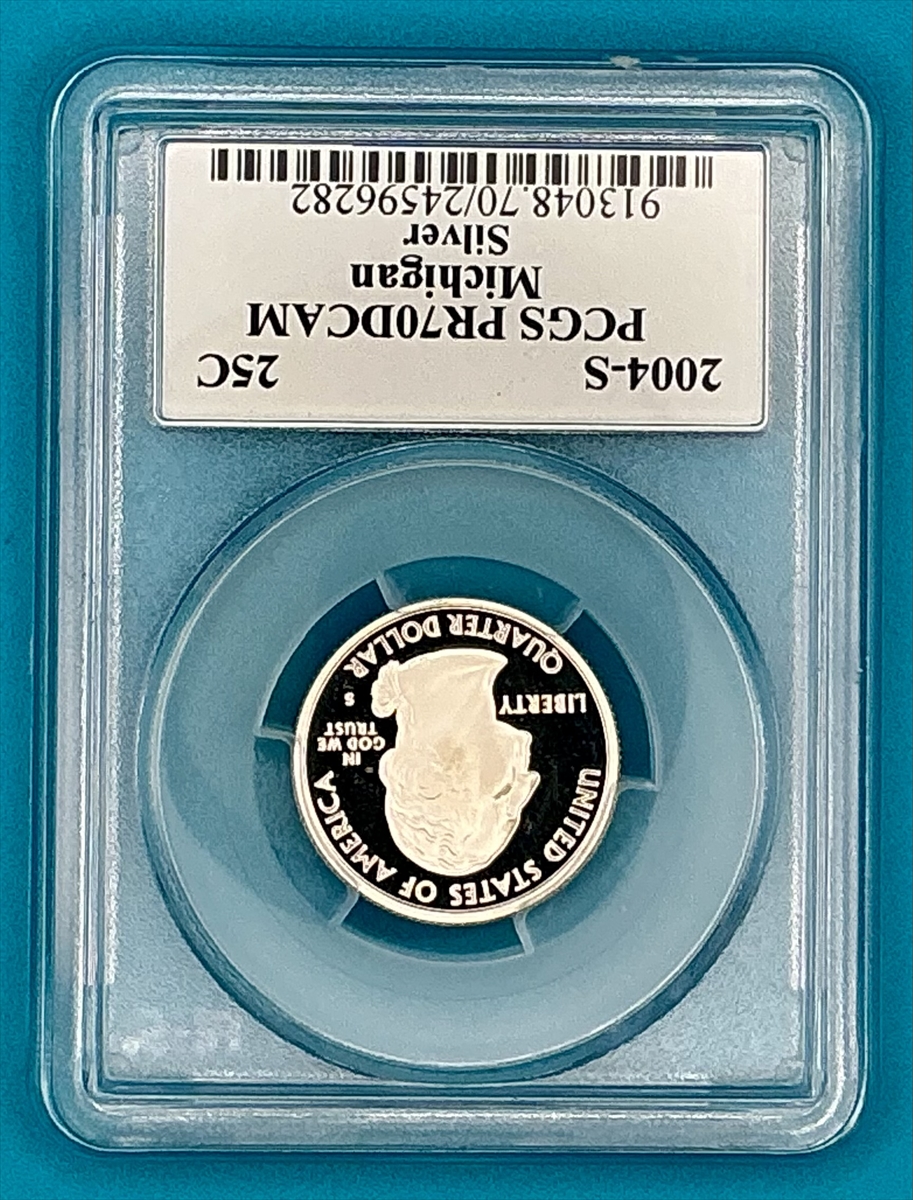 2004-S 25C
PCGS PR70DCAM
Michigan
Silver
913048.70/24596282
UNITED STATES OF AMERICA
LIBERTY
IN
GOD WE
TRUST
S
QUARTER DOLLAR